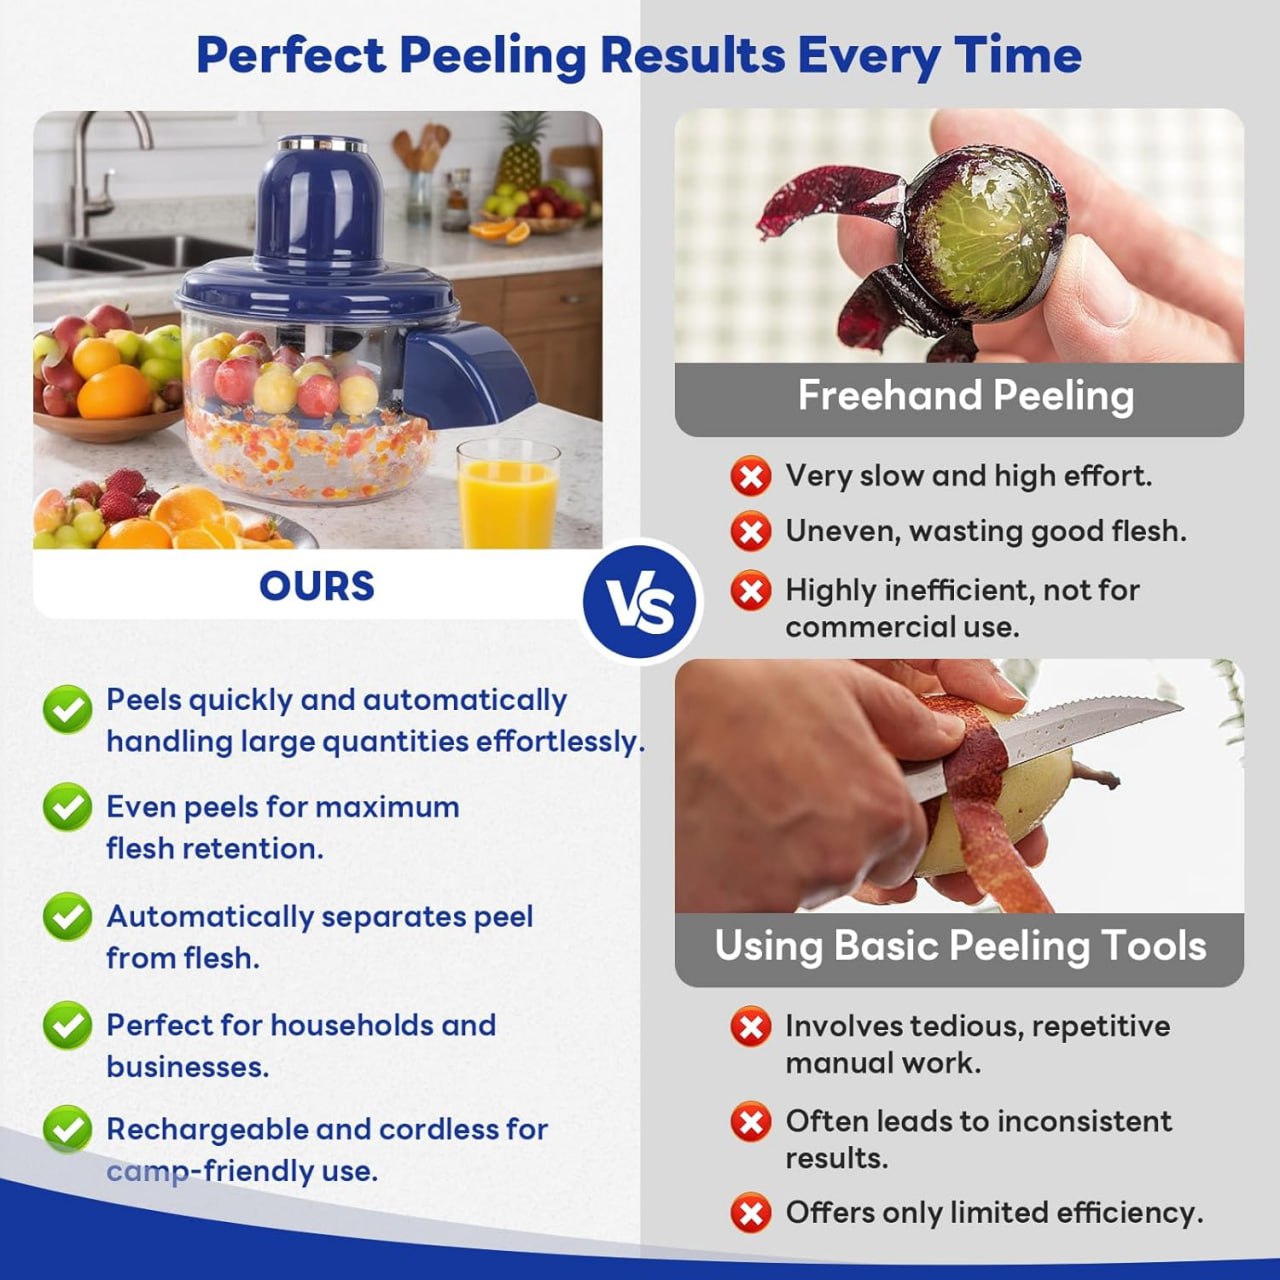 Perfect Peeling Results Every Time
OURS
VS
Peels quickly and automatically
handling large quantities effortlessly.
Even peels for maximum
flesh retention.
Automatically separates peel
from flesh.
Perfect for households and
businesses.
Rechargeable and cordless for
camp-friendly use.
Freehand Peeling
Very slow and high effort.
Uneven, wasting good flesh.
Highly inefficient, not for
commercial use.
Using Basic Peeling Tools
Involves tedious, repetitive
manual work.
Often leads to inconsistent
results.
Offers only limited efficiency.